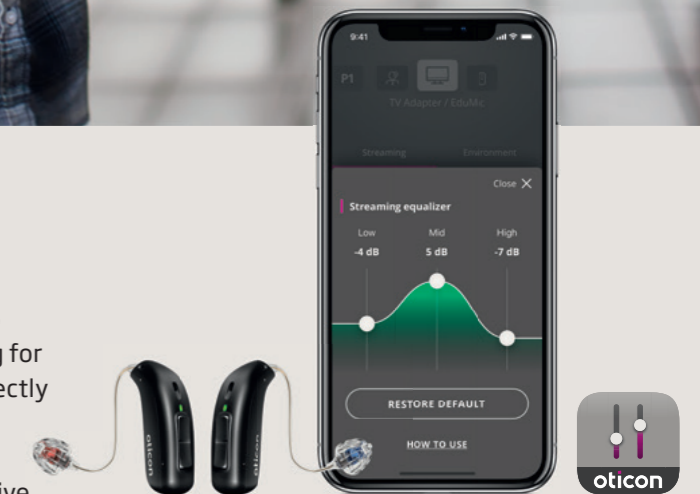 9:41
P1
TV Adapter / EduMic
Streaming Environment
Close X
Streaming equalizer
Low Mid High
-4 dB 5 dB -7 dB
for
ectly
RESTORE DEFAULT
HOW TO USE
oticon oticon
oticon
ive